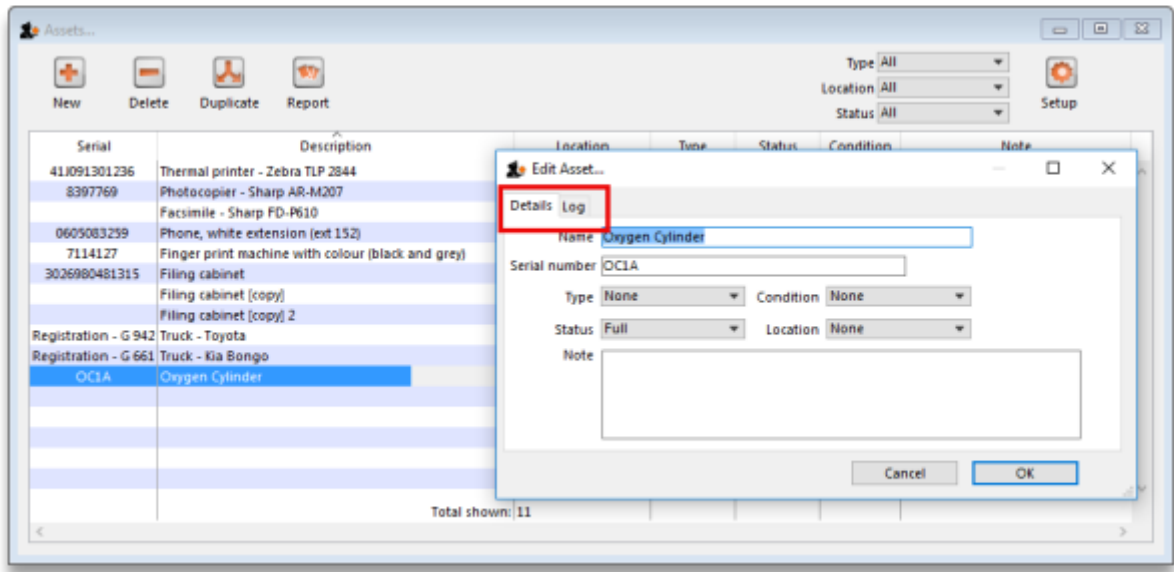 Assets...
New Delete Duplicate Report
Type All
Location All
Status All
Setup
Serial Description Location Type Status Condition Note
41J091301236 Thermal printer - Zebra TLP 2844
8397769 Photocopier - Sharp AR-M207
Facsimile - Sharp FD-P610
0605083259 Phone, white extension (ext 152)
7114127 Finger print machine with colour (black and grey)
3026980481315 Filing cabinet
Filing cabinet [copy]
Filing cabinet [copy] 2
Registration - G 942 Truck - Toyota
Registration - G 661 Truck - Kia Bongo
OC1A Oxygen Cylinder
Total shown: 11
Edit Asset...
Details Log
Name Oxygen Cylinder
Serial number OC1A
Type None Condition None
Status Full Location None
Note
Cancel OK